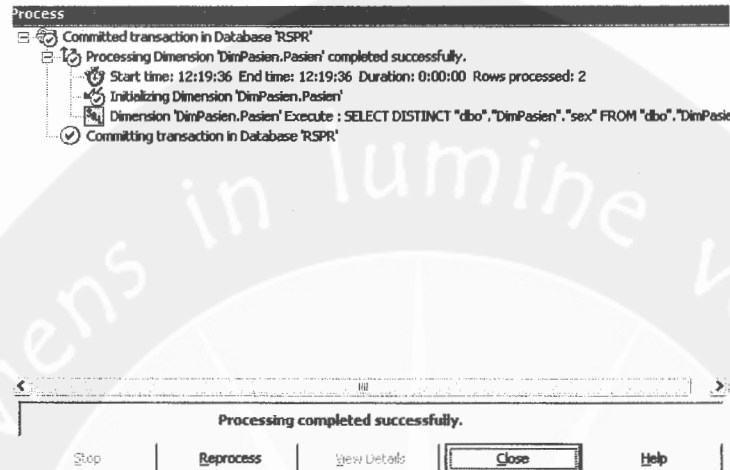 Process
Committed transaction in Database 'RSPR'
Processing Dimension 'DimPasien.Pasien' completed successfully.
Start time: 12:19:36 End time: 12:19:36 Duration: 0:00:00 Rows processed: 2
Initializing Dimension 'DimPasien.Pasien'
Dimension 'DimPasien.Pasien' Execute : SELECT DISTINCT "dbo"."DimPasien"."sex" FROM "dbo"."DimPasie
Committing transaction in Database 'RSPR'
in lumine
Processing completed successfully.
Stop Reprocess View Details Close Help